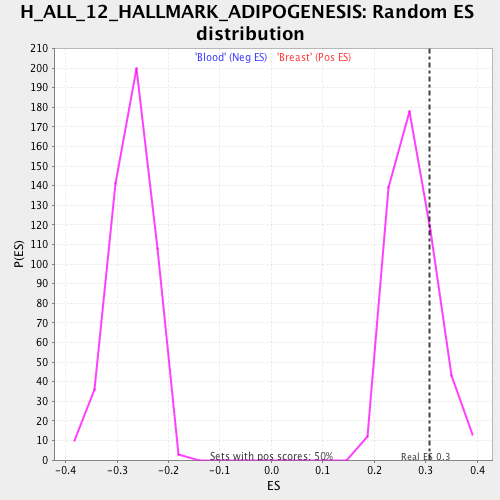 H_ALL_12_HALLMARK_ADIPOGENESIS: Random ES
distribution
'Blood' (Neg ES) 'Breast' (Pos ES)
210
200
190
180
170
160
150
140
130
120
110
100
90
80
70
60
50
40
30
20
10
0
P(ES)
Sets with pos scores: 50%
Real ES 0.3
-0.4 -0.3 -0.2 -0.1 0.0 0.1 0.2 0.3 0.4
ES